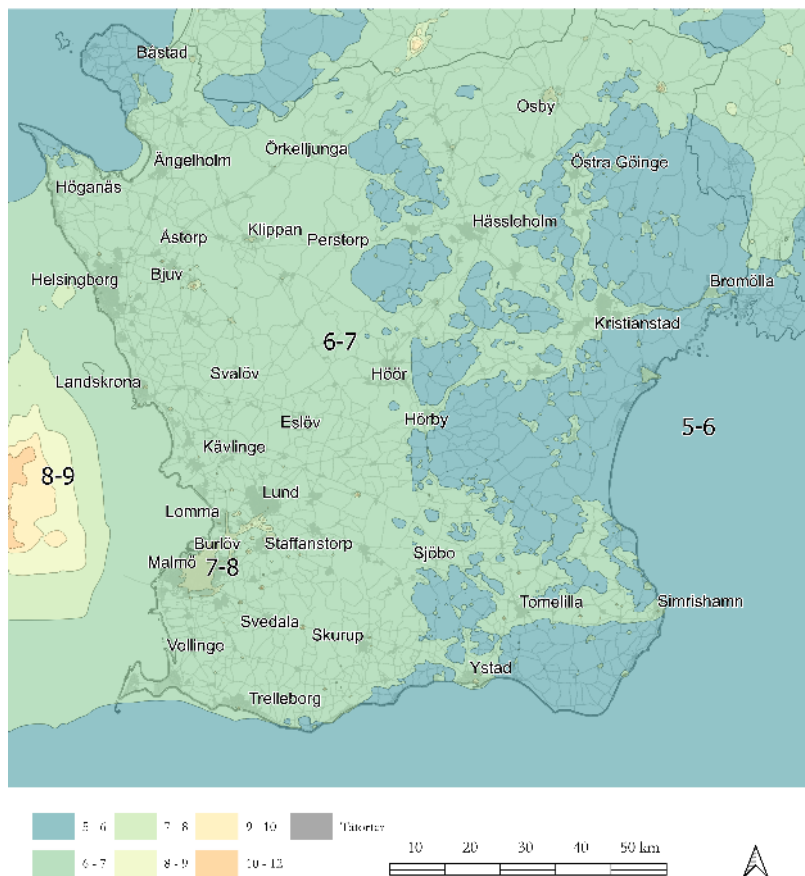 Båstad
Osby
Örkelljunga
Ängelholm
Östra Göinge
Höganäs
Klippan
Hässleholm
Åstorp
Perstorp
Helsingborg
Bjuv
Bromölla
Kristianstad
6-7
Svalöv
Höör
Landskrona
Eslöv
Hörby
5-6
Kävlinge
8-9
Lund
Lomma
Burlöv
Staffanstorp
Sjöbo
Malmö
7-8
Tomelilla
Simrishamn
Svedala
Skurup
Vellinge
Ystad
Trelleborg
5 - 6
7 - 8
9 - 10
Tätorter
6 - 7
8 - 9
10 - 12
10 20 30 40 50 km